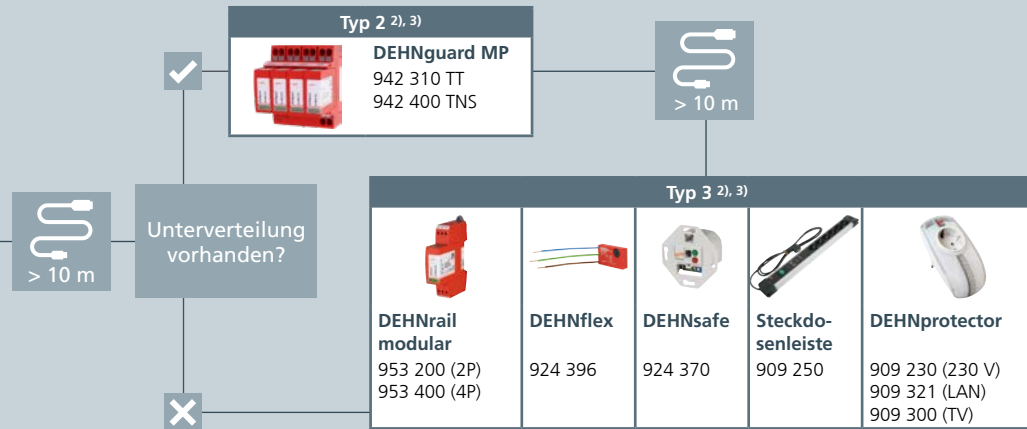 Typ 2 2), 3)
DEHNguard MP
942 310 TT
942 400 TNS
> 10 m
> 10 m
Unterverteilung
vorhanden?
Typ 3 2), 3)
DEHNrail
modular
953 200 (2P)
953 400 (4P)
DEHNflex
924 396
DEHNsafe
924 370
Steckdo-
senleiste
909 250
DEHNprotector
909 230 (230 V)
909 321 (LAN)
909 300 (TV)